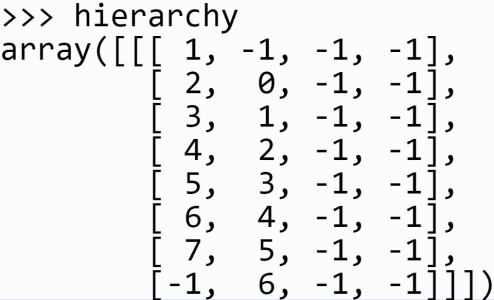 >>> hierarchy
array([[[ 1, -1, -1, -1],
        [ 2,  0, -1, -1],
        [ 3,  1, -1, -1],
        [ 4,  2, -1, -1],
        [ 5,  3, -1, -1],
        [ 6,  4, -1, -1],
        [ 7,  5, -1, -1],
        [-1,  6, -1, -1]]])